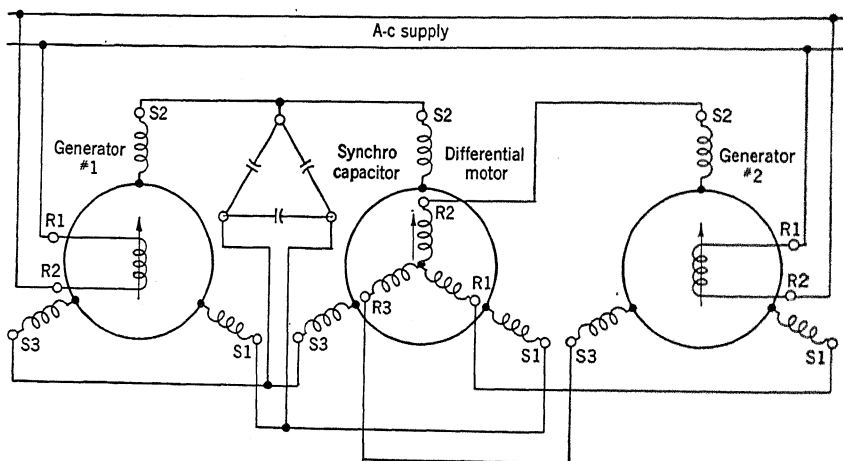 A-c supply
S2
Generator
#1
Synchro
capacitor
S2
Differential
motor
S2
Generator
#2
R1
R2
S3
S1
R2
R3
R1
S3
S1
R1
R2
S3
S1